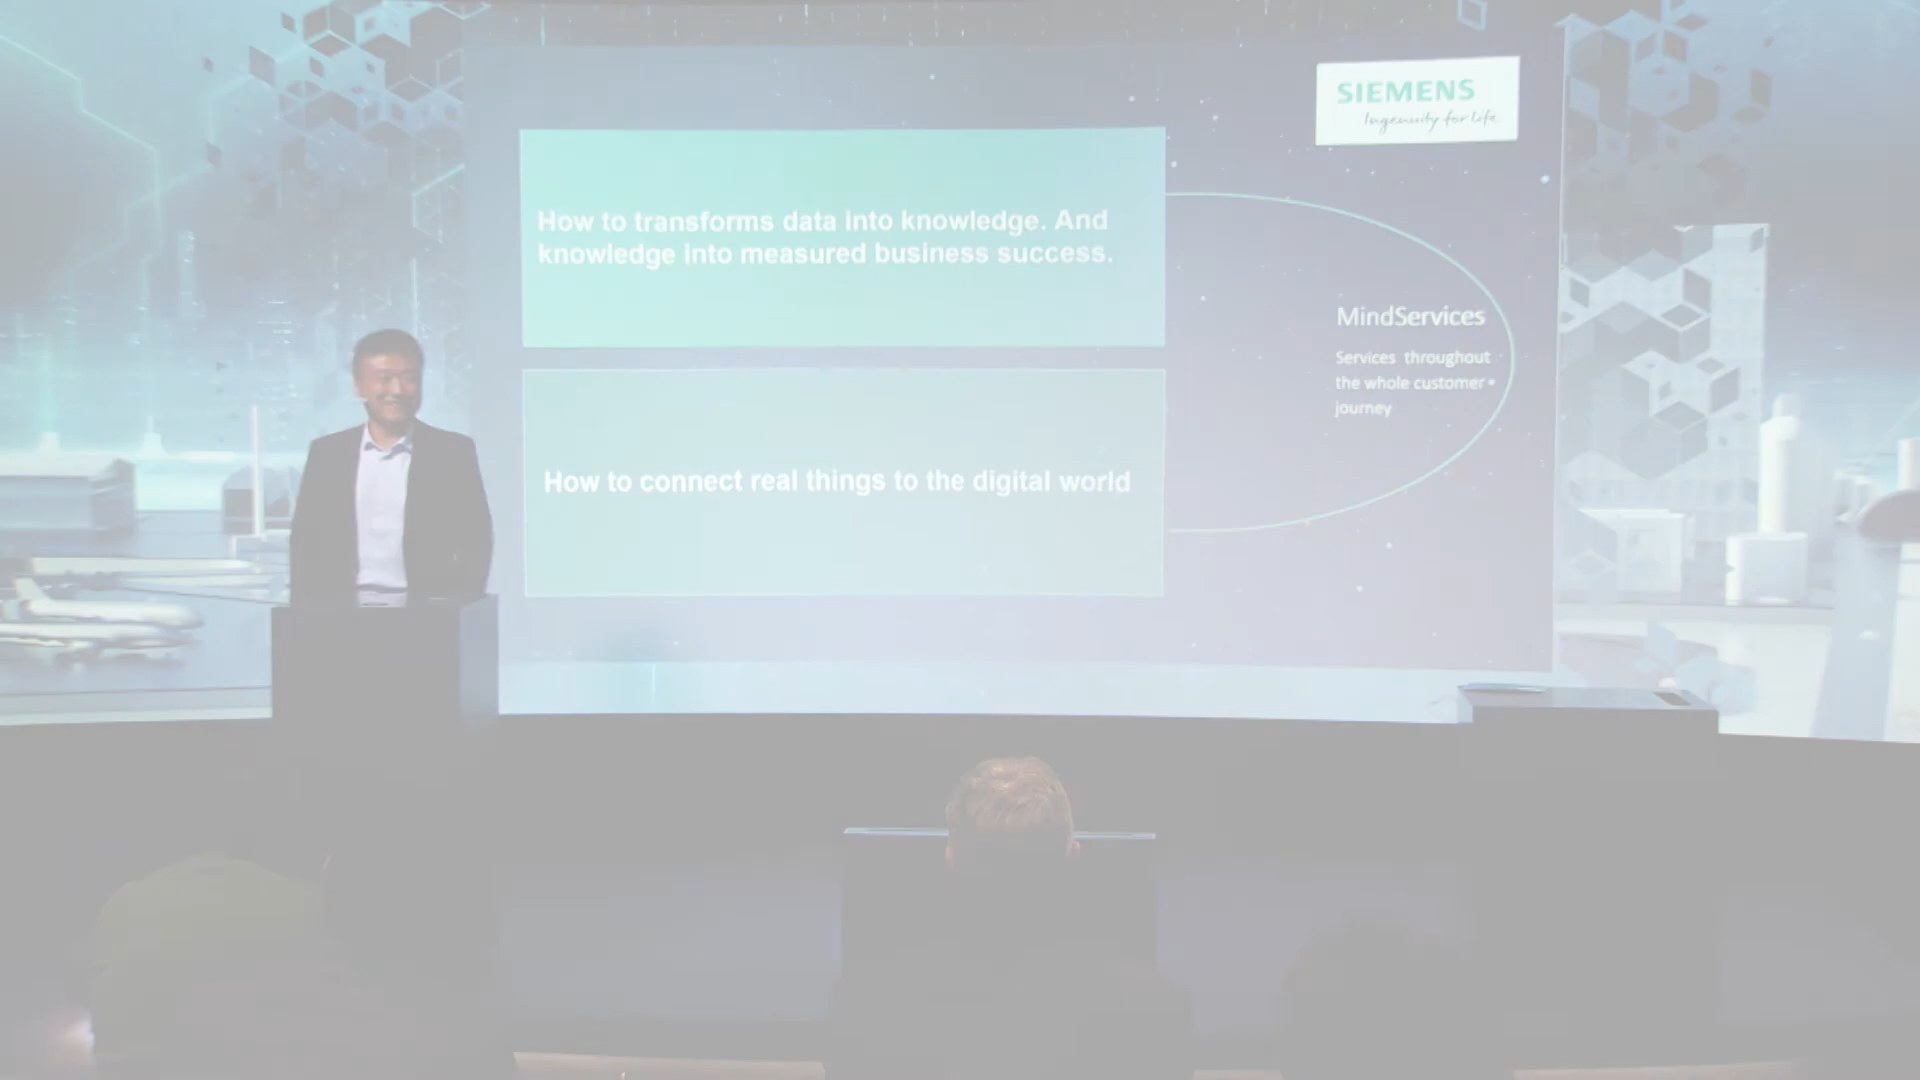 SIEMENS
Ingenuity for life
How to transforms data into knowledge. And
knowledge into measured business success.
MindServices
Services throughout
the whole customer
journey
How to connect real things to the digital world